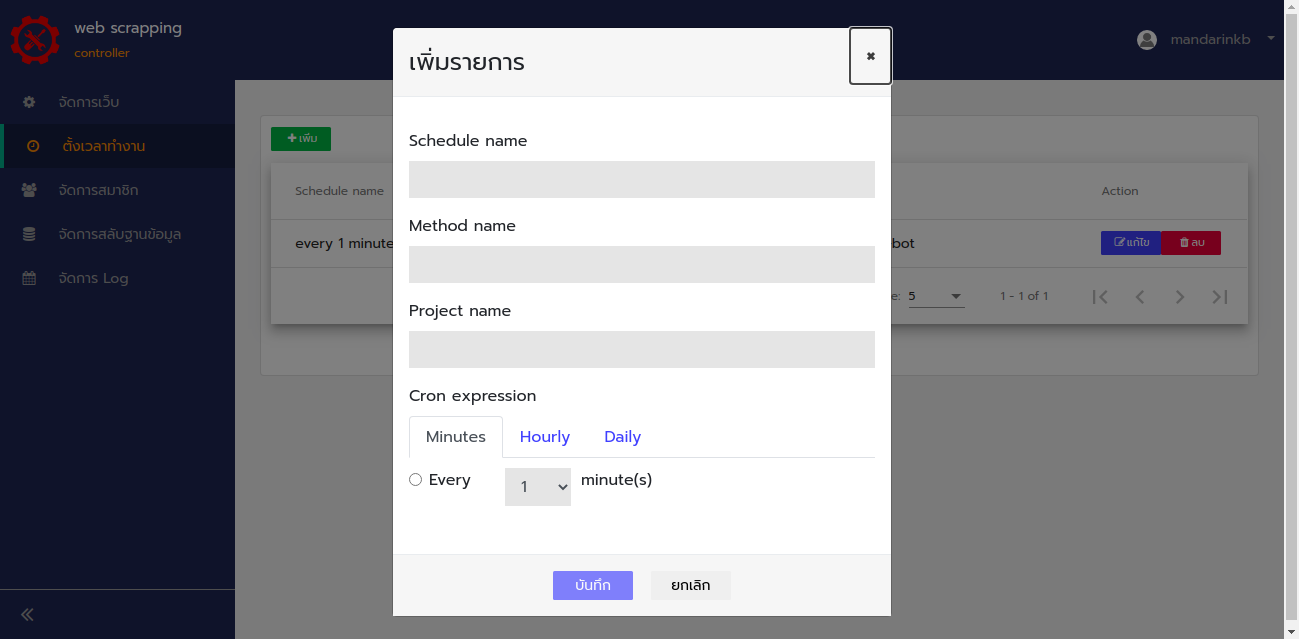 web scrapping
controller
mandarinkb
จัดการเว็บ
ตั้งเวลาทำงาน
จัดการสมาชิก
จัดการสลับฐานข้อมูล
จัดการ Log
เพิ่ม
Schedule name
Action
every 1 minute
bot
แก้ไข
ลบ
e: 5
1 - 1 of 1
เพิ่มรายการ
Schedule name
Method name
Project name
Cron expression
Minutes Hourly Daily
Every 1 minute(s)
บันทึก ยกเลิก